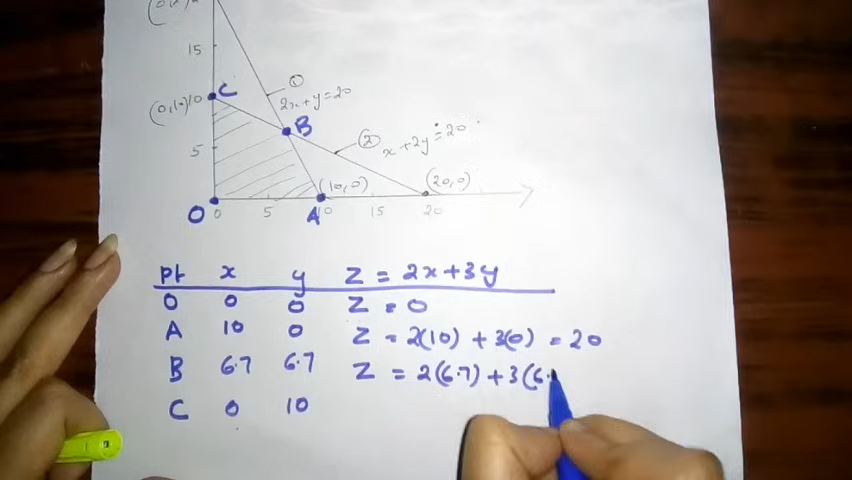 15
①
2x+y=20
C
(0,10) 10
B
② x+2y=20
5
(10,0) (20,0)
O 0 5 A 10 15 20
pt x y Z = 2x+3y
O 0 0 Z = 0
A 10 0 Z = 2(10) + 3(0) = 20
B 6.7 6.7 Z = 2(6.7) + 3(6.
C 0 10